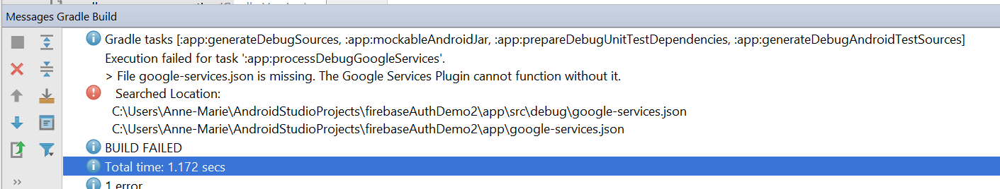 Messages Gradle Build
Gradle tasks [:app:generateDebugSources, :app:mockableAndroidJar, :app:prepareDebugUnitTestDependencies, :app:generateDebugAndroidTestSources]
Execution failed for task ':app:processDebugGoogleServices'.
> File google-services.json is missing. The Google Services Plugin cannot function without it.
Searched Location:
C:\Users\Anne-Marie\AndroidStudioProjects\firebaseAuthDemo2\app\src\debug\google-services.json
C:\Users\Anne-Marie\AndroidStudioProjects\firebaseAuthDemo2\app\google-services.json
BUILD FAILED
Total time: 1.172 secs
1 error